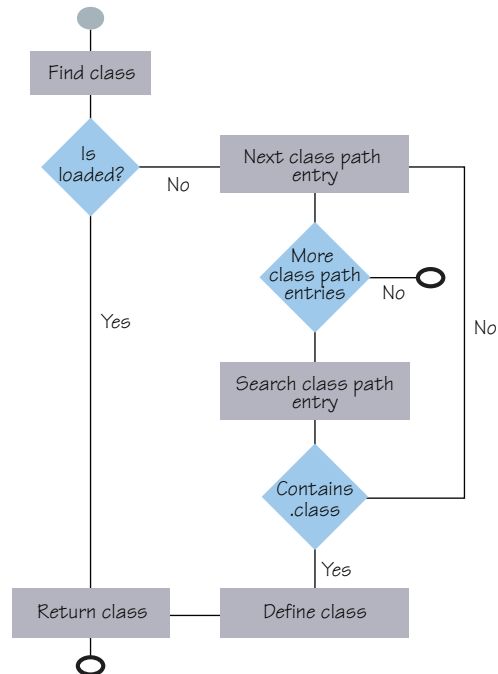 Find class
Is
loaded?
No
Next class path
entry
More
class path
entries
No
Yes
No
Search class path
entry
Contains
.class
Yes
Return class
Define class